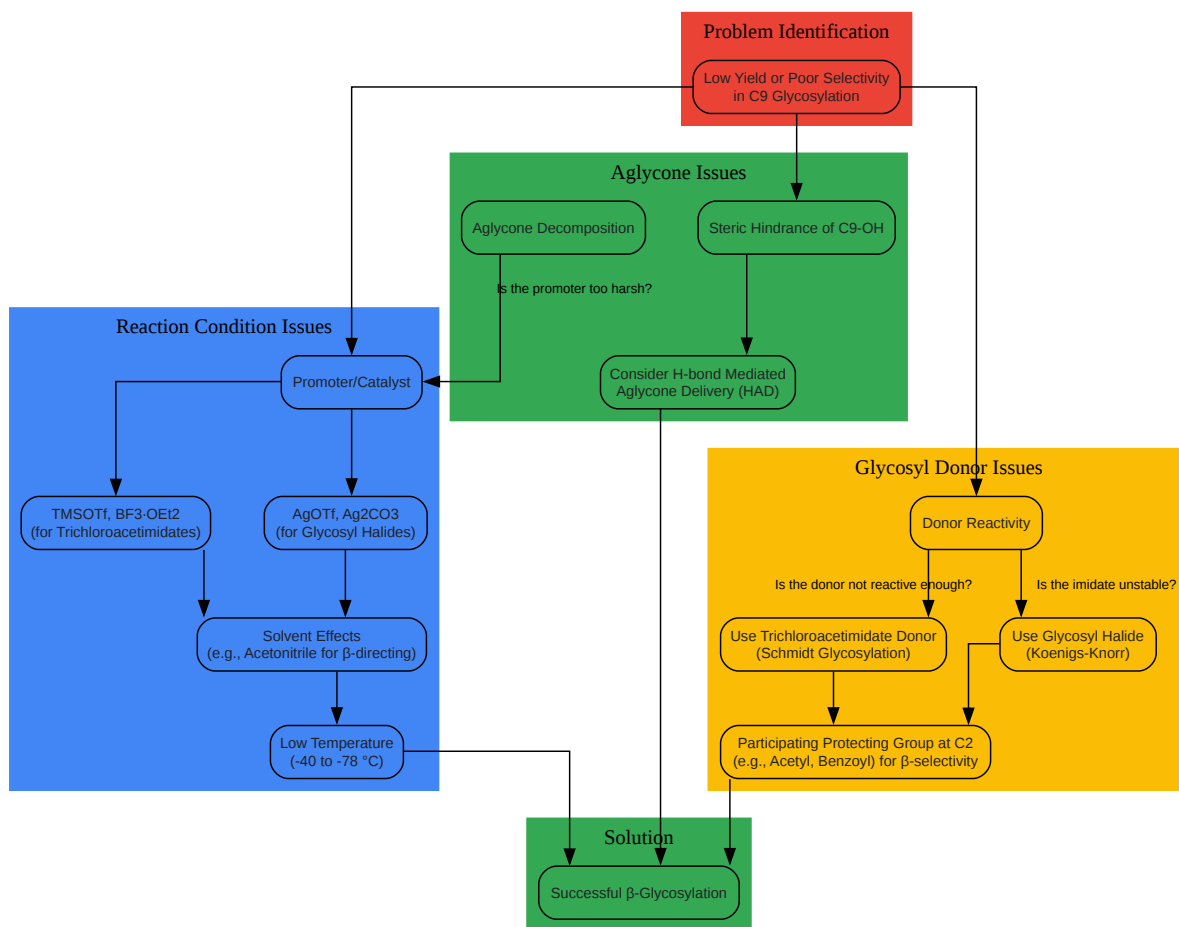 Problem Identification
Low Yield or Poor Selectivity
in C9 Glycosylation
Aglycone Issues
Aglycone Decomposition
Steric Hindrance of C9-OH
Is the promoter too harsh?
Consider H-bond Mediated
Aglycone Delivery (HAD)
Reaction Condition Issues
Promoter/Catalyst
TMSOTf, BF3·OEt2
(for Trichloroacetimidates)
AgOTf, Ag2CO3
(for Glycosyl Halides)
Solvent Effects
(e.g., Acetonitrile for β-directing)
Low Temperature
(-40 to -78 °C)
Glycosyl Donor Issues
Donor Reactivity
Is the donor not reactive enough?
Is the imidate unstable?
Use Trichloroacetimidate Donor
(Schmidt Glycosylation)
Use Glycosyl Halide
(Koenigs-Knorr)
Participating Protecting Group at C2
(e.g., Acetyl, Benzoyl) for β-selectivity
Solution
Successful β-Glycosylation